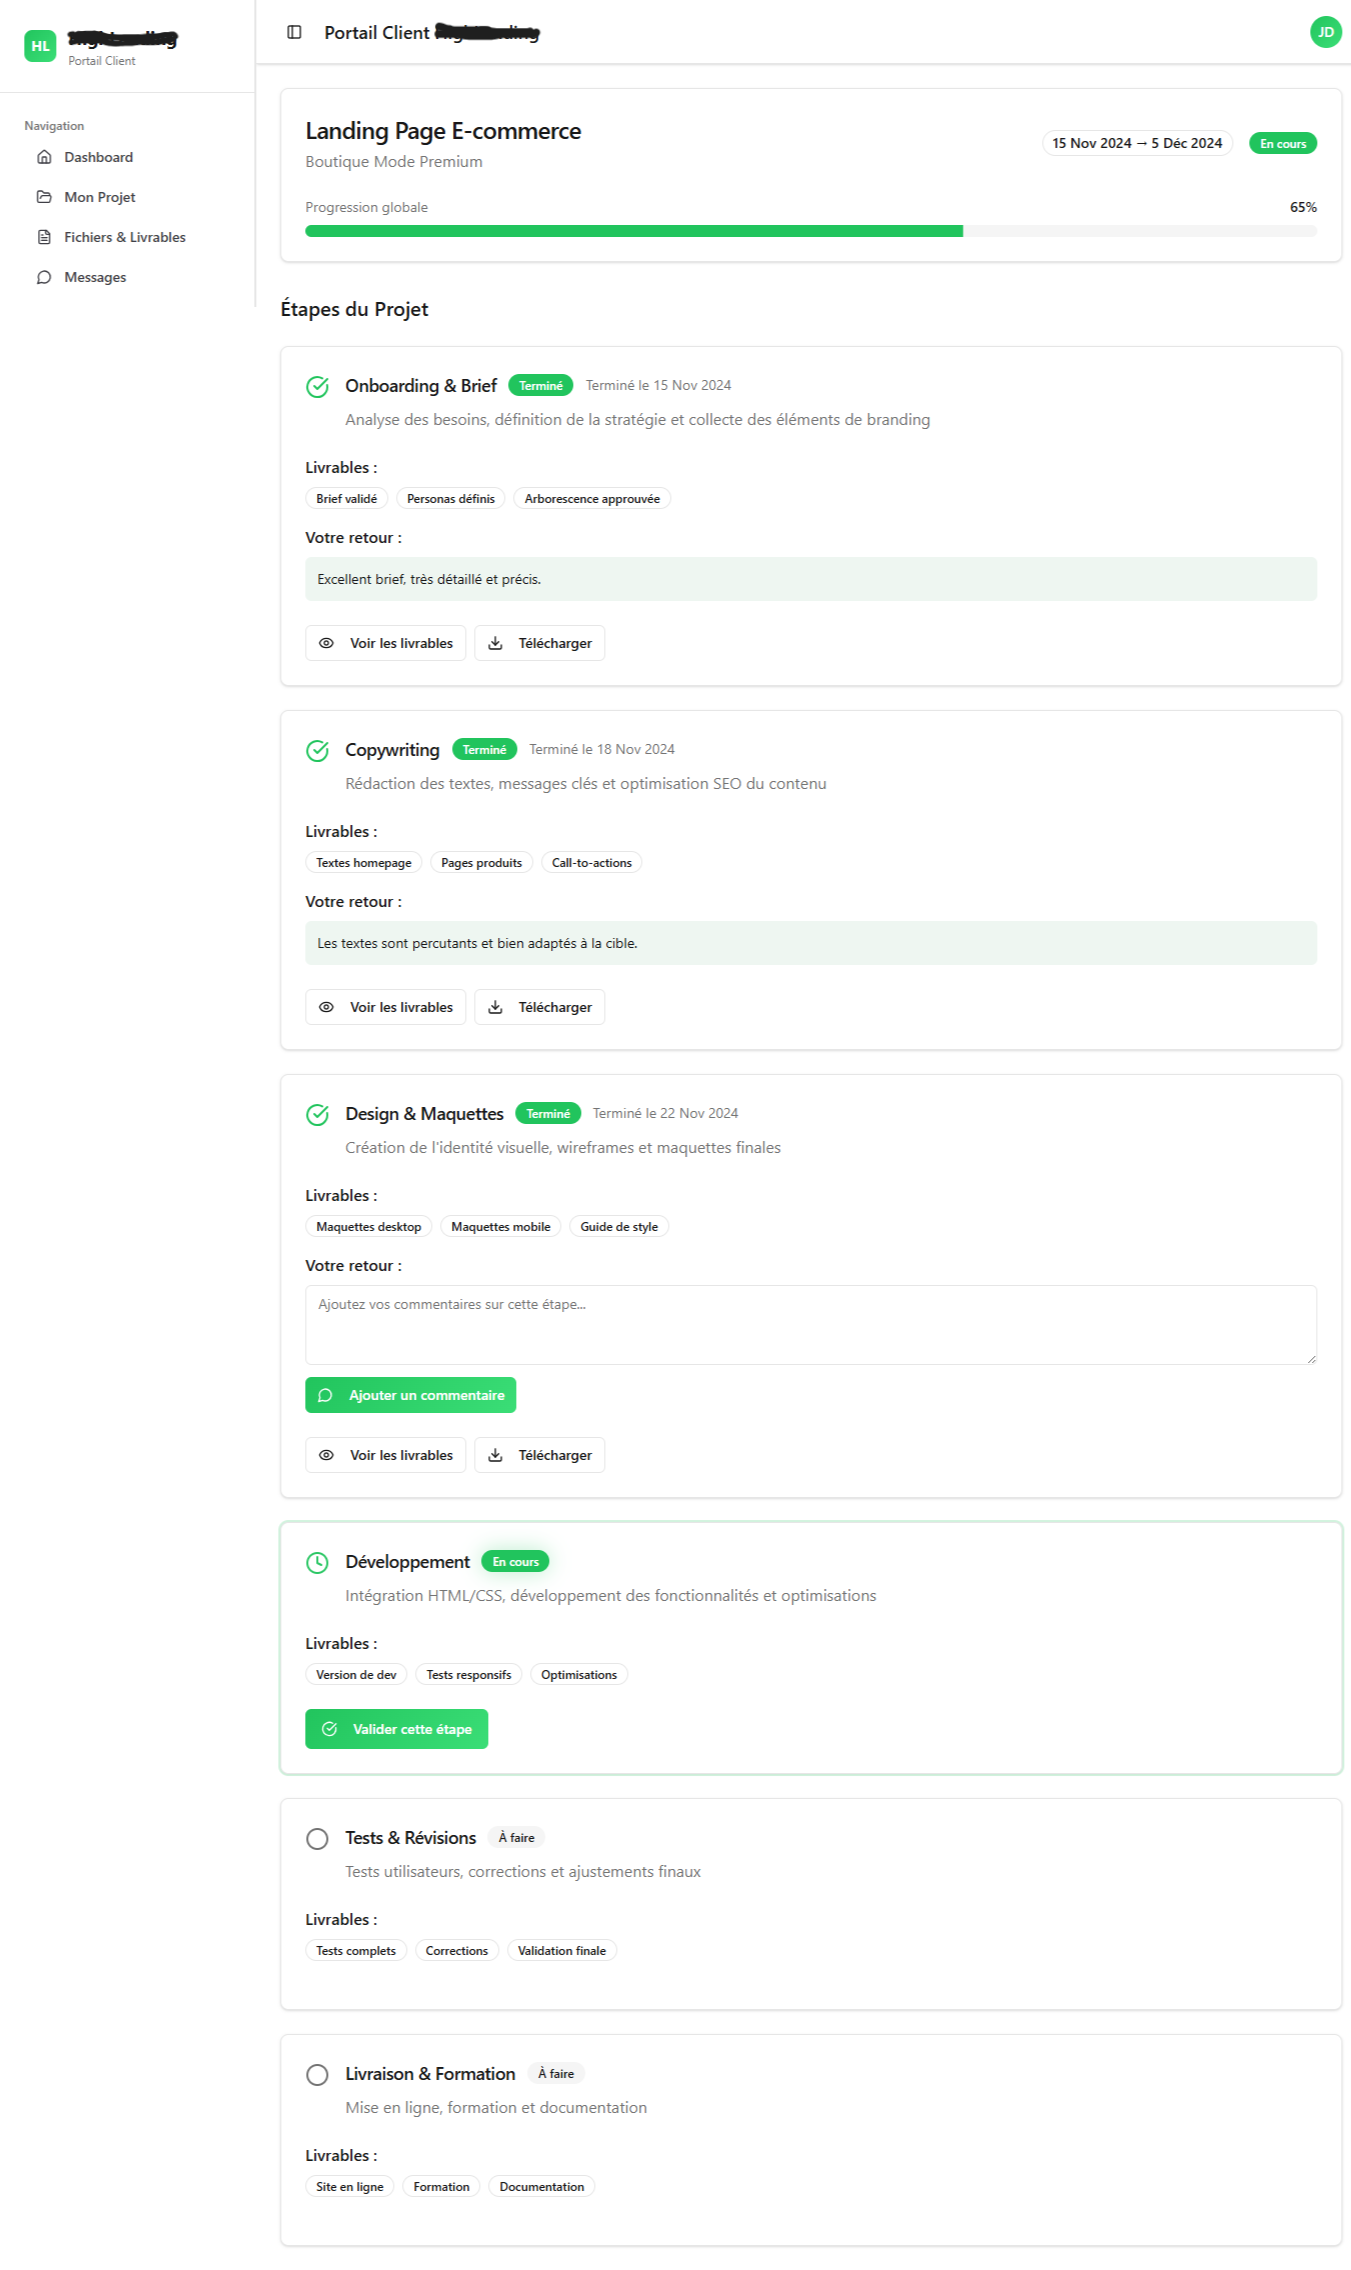 HL
Portail Client
Navigation
Dashboard
Mon Projet
Fichiers & Livrables
Messages
Portail Client
JD
Landing Page E-commerce
Boutique Mode Premium
15 Nov 2024 → 5 Déc 2024
En cours
Progression globale
65%
Étapes du Projet
Onboarding & Brief Terminé Terminé le 15 Nov 2024
Analyse des besoins, définition de la stratégie et collecte des éléments de branding
Livrables :
Brief validé Personas définis Arborescence approuvée
Votre retour :
Excellent brief, très détaillé et précis.
Voir les livrables Télécharger
Copywriting Terminé Terminé le 18 Nov 2024
Rédaction des textes, messages clés et optimisation SEO du contenu
Livrables :
Textes homepage Pages produits Call-to-actions
Votre retour :
Les textes sont percutants et bien adaptés à la cible.
Voir les livrables Télécharger
Design & Maquettes Terminé Terminé le 22 Nov 2024
Création de l'identité visuelle, wireframes et maquettes finales
Livrables :
Maquettes desktop Maquettes mobile Guide de style
Votre retour :
Ajoutez vos commentaires sur cette étape...
Ajouter un commentaire
Voir les livrables Télécharger
Développement En cours
Intégration HTML/CSS, développement des fonctionnalités et optimisations
Livrables :
Version de dev Tests responsifs Optimisations
Valider cette étape
Tests & Révisions À faire
Tests utilisateurs, corrections et ajustements finaux
Livrables :
Tests complets Corrections Validation finale
Livraison & Formation À faire
Mise en ligne, formation et documentation
Livrables :
Site en ligne Formation Documentation